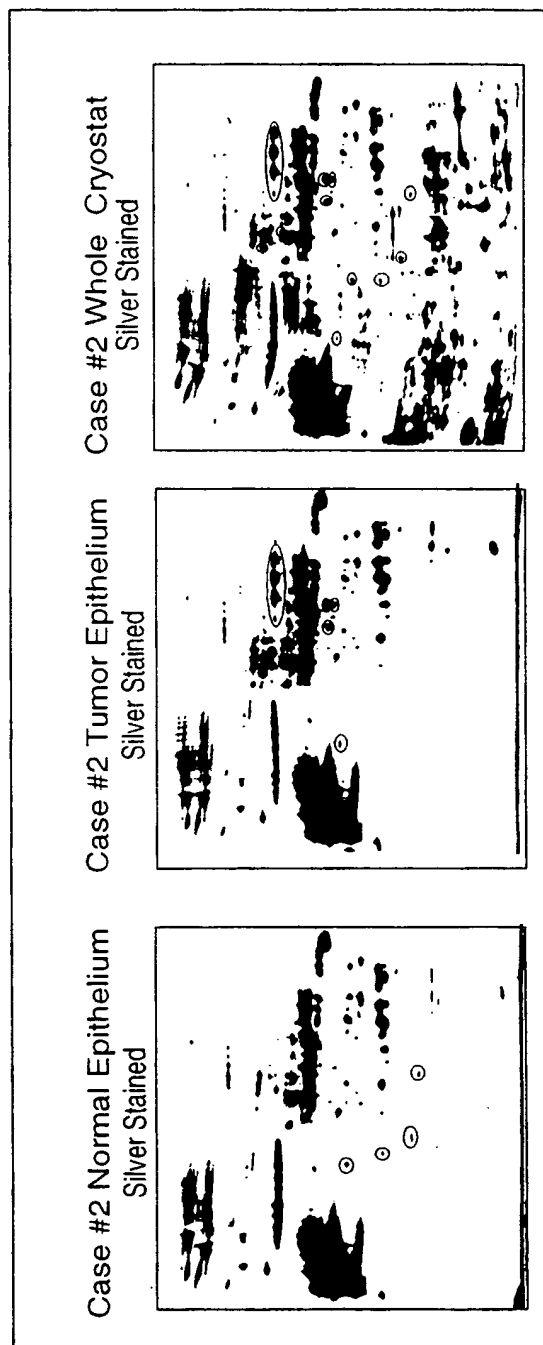 Case #2 Normal Epithelium
Silver Stained
Case #2 Tumor Epithelium
Silver Stained
Case #2 Whole Cryostat
Silver Stained